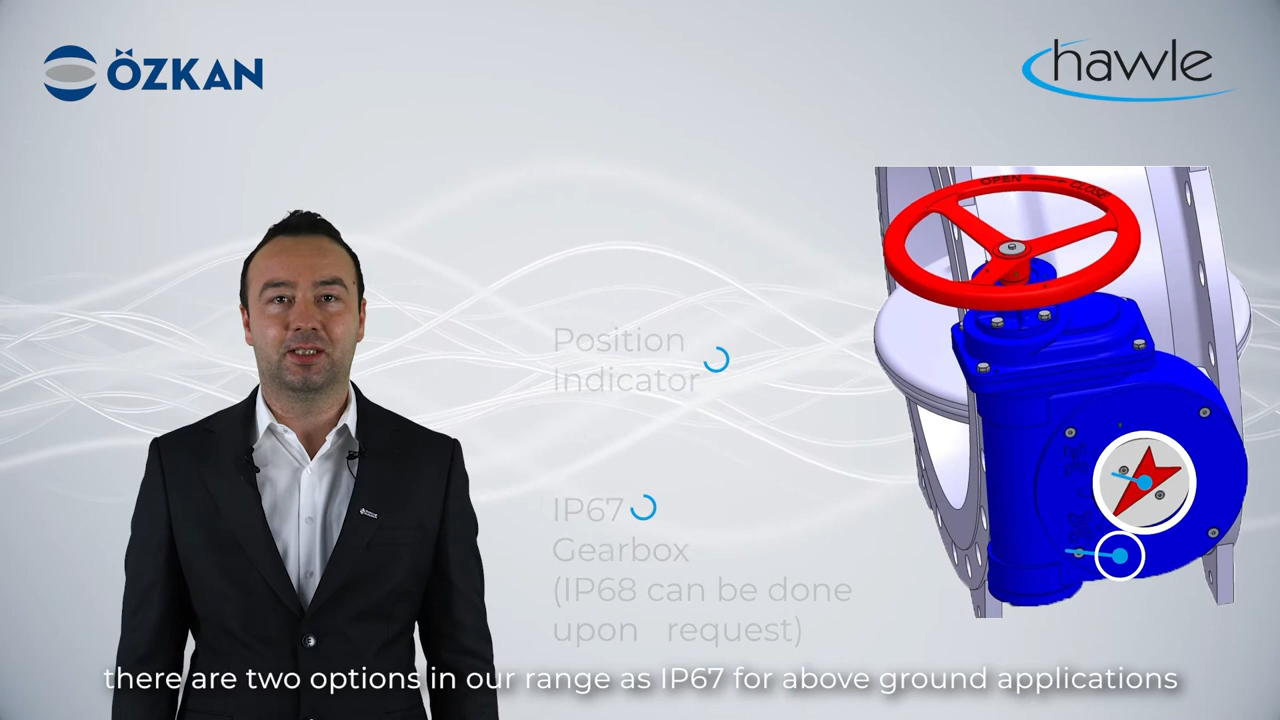 ÖZKAN
hawle
OPEN CLOSE
Position
Indicator
IP67
Gearbox
(IP68 can be done
upon request)
there are two options in our range as IP67 for above ground applications